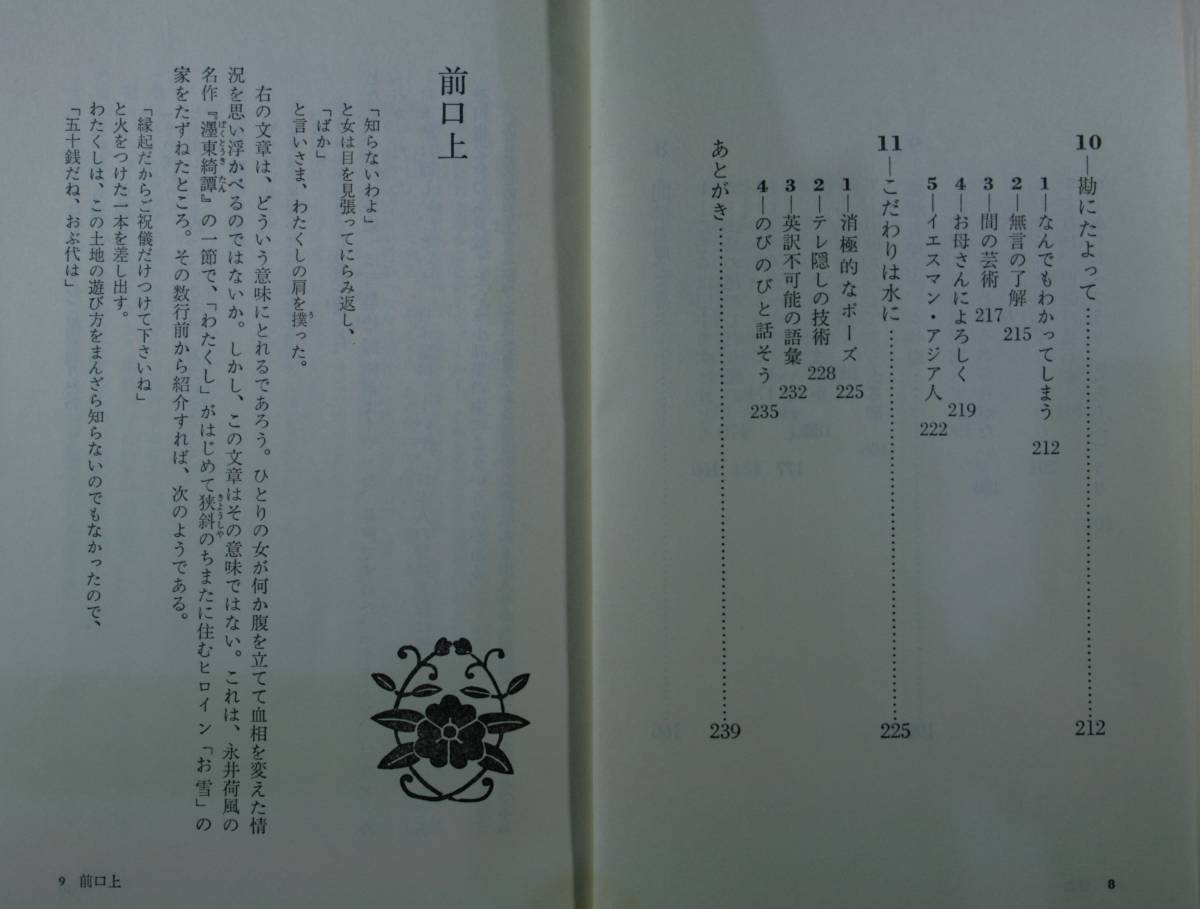 10―勘にたよって……………………212
1―なんでもわかってしまう 212
2―無言の了解 215
3―間の芸術 217
4―お母さんによろしく 219
5―イエスマン・アジア人 222
11―こだわりは水に……………………225
1―消極的なポーズ 225
2―テレ隠しの技術 228
3―英訳不可能の語彙 232
4―のびのびと話そう 235
あとがき……………………239
8
前口上
「知らないわよ」
と女は目を見張ってにらみ返し、
「ばか」
と言いさま、わたくしの肩を撲った。
う
右の文章は、どういう意味にとれるであろう。ひとりの女が何か腹を立てて血相を変えた情
況を思い浮かべるのではないか。しかし、この文章はその意味ではない。これは、永井荷風の
名作『濹東綺譚』の一節で、「わたくし」がはじめて狭斜のちまたに住むヒロイン「お雪」の
ぼくとうきたん
きようしや
家をたずねたところ。その数行前から紹介すれば、次のようである。
「縁起だからご祝儀だけつけて下さいね」
と火をつけた一本を差し出す。
わたくしは、この土地の遊び方をまんざら知らないのでもなかったので、
「五十銭だね、おぶ代は」
9 前口上